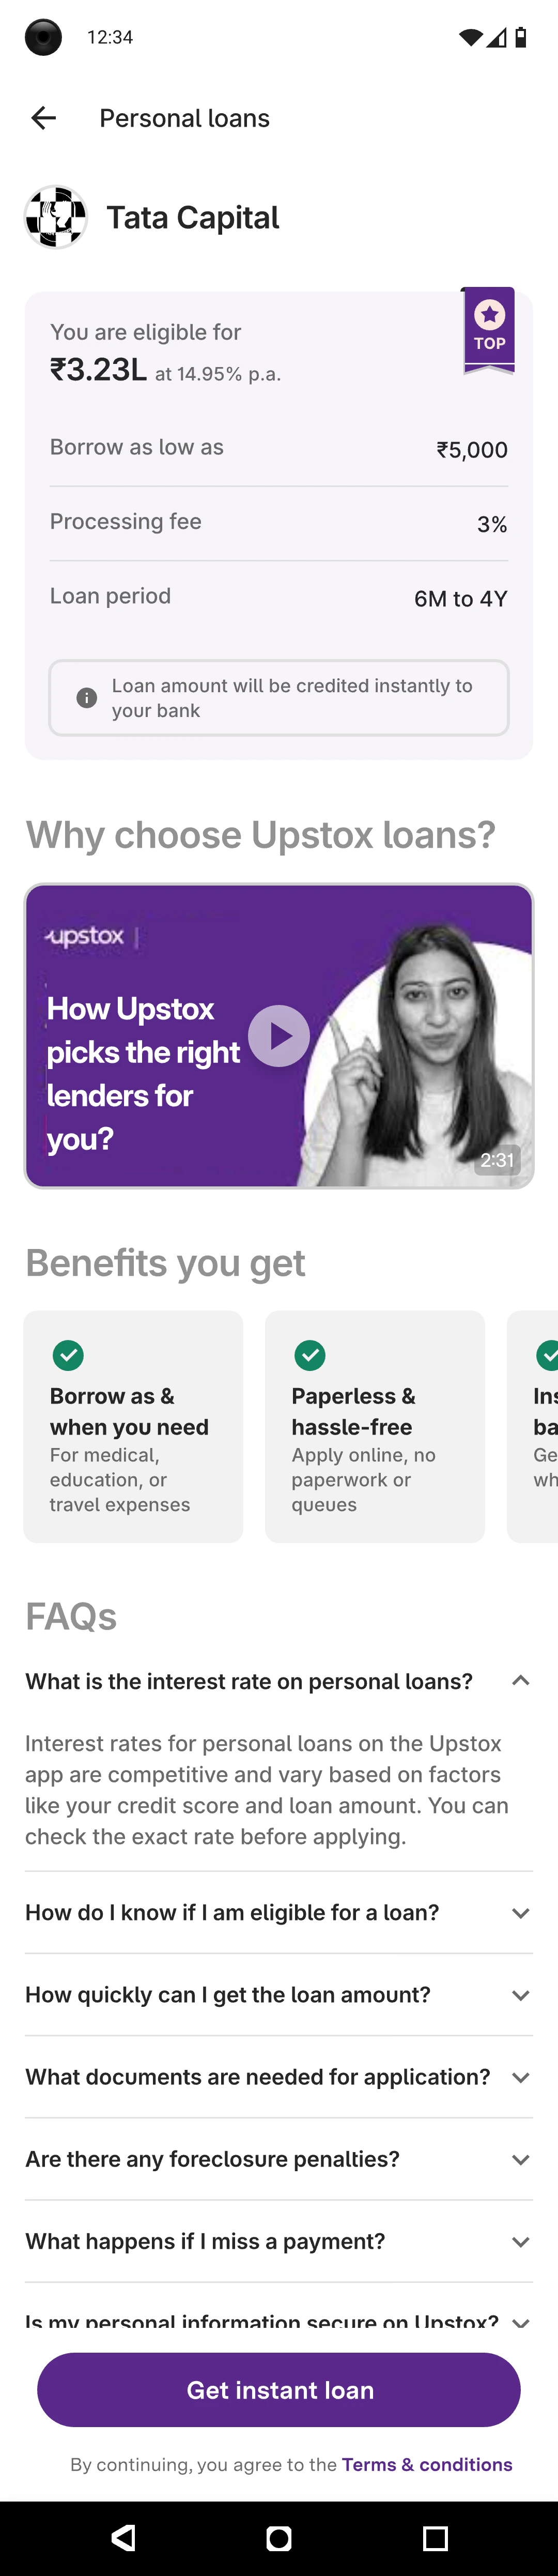 12:34
Personal loans
Tata Capital
You are eligible for
TOP
₹3.23L at 14.95% p.a.
Borrow as low as ₹5,000
Processing fee 3%
Loan period 6M to 4Y
Loan amount will be credited instantly to
your bank
Why choose Upstox loans?
upstox
How Upstox
picks the right
lenders for
you?
2:31
Benefits you get
Borrow as &
when you need
For medical,
education, or
travel expenses
Paperless &
hassle-free
Apply online, no
paperwork or
queues
FAQs
What is the interest rate on personal loans?
Interest rates for personal loans on the Upstox
app are competitive and vary based on factors
like your credit score and loan amount. You can
check the exact rate before applying.
How do I know if I am eligible for a loan?
How quickly can I get the loan amount?
What documents are needed for application?
Are there any foreclosure penalties?
What happens if I miss a payment?
Is my personal information secure on Upstox?
Get instant loan
By continuing, you agree to the Terms & conditions